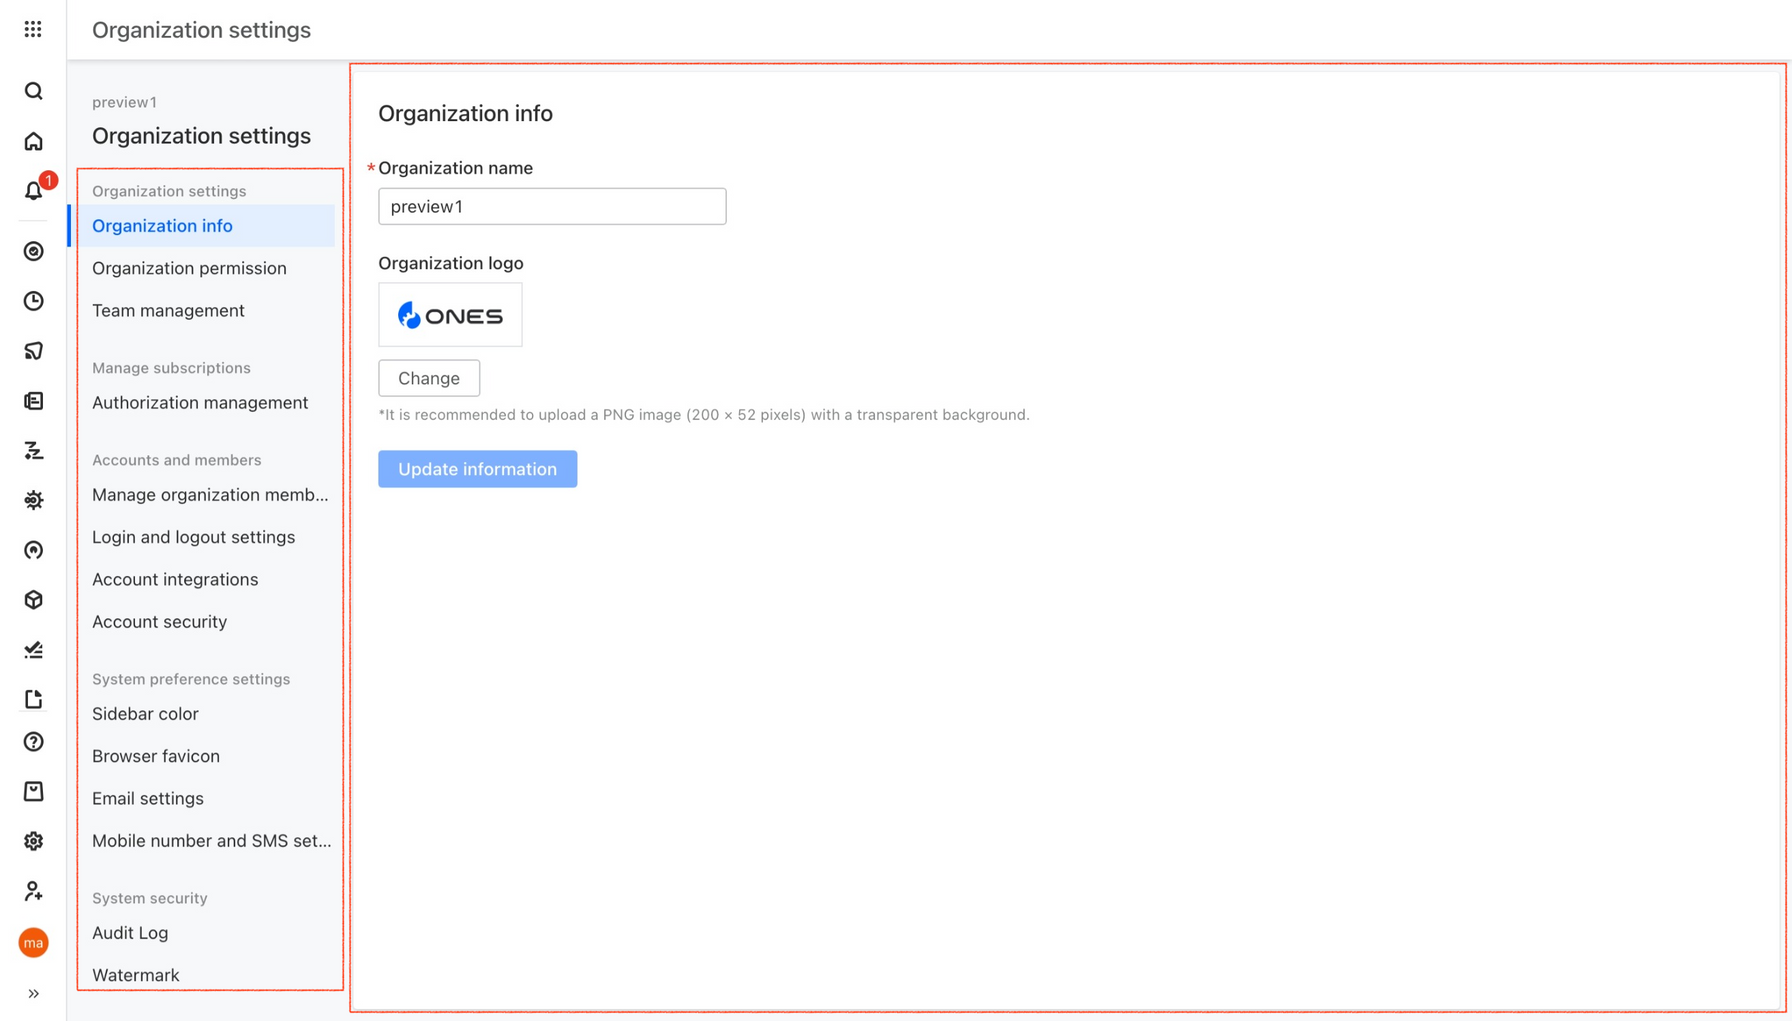 Organization settings
preview1
Organization settings
1
Organization settings
Organization info
Organization permission
Team management
Manage subscriptions
Authorization management
Accounts and members
Manage organization memb...
Login and logout settings
Account integrations
Account security
System preference settings
Sidebar color
Browser favicon
Email settings
Mobile number and SMS set...
System security
Audit Log
Watermark
ma
Organization info
* Organization name
preview1
Organization logo
ONES
Change
*It is recommended to upload a PNG image (200 × 52 pixels) with a transparent background.
Update information